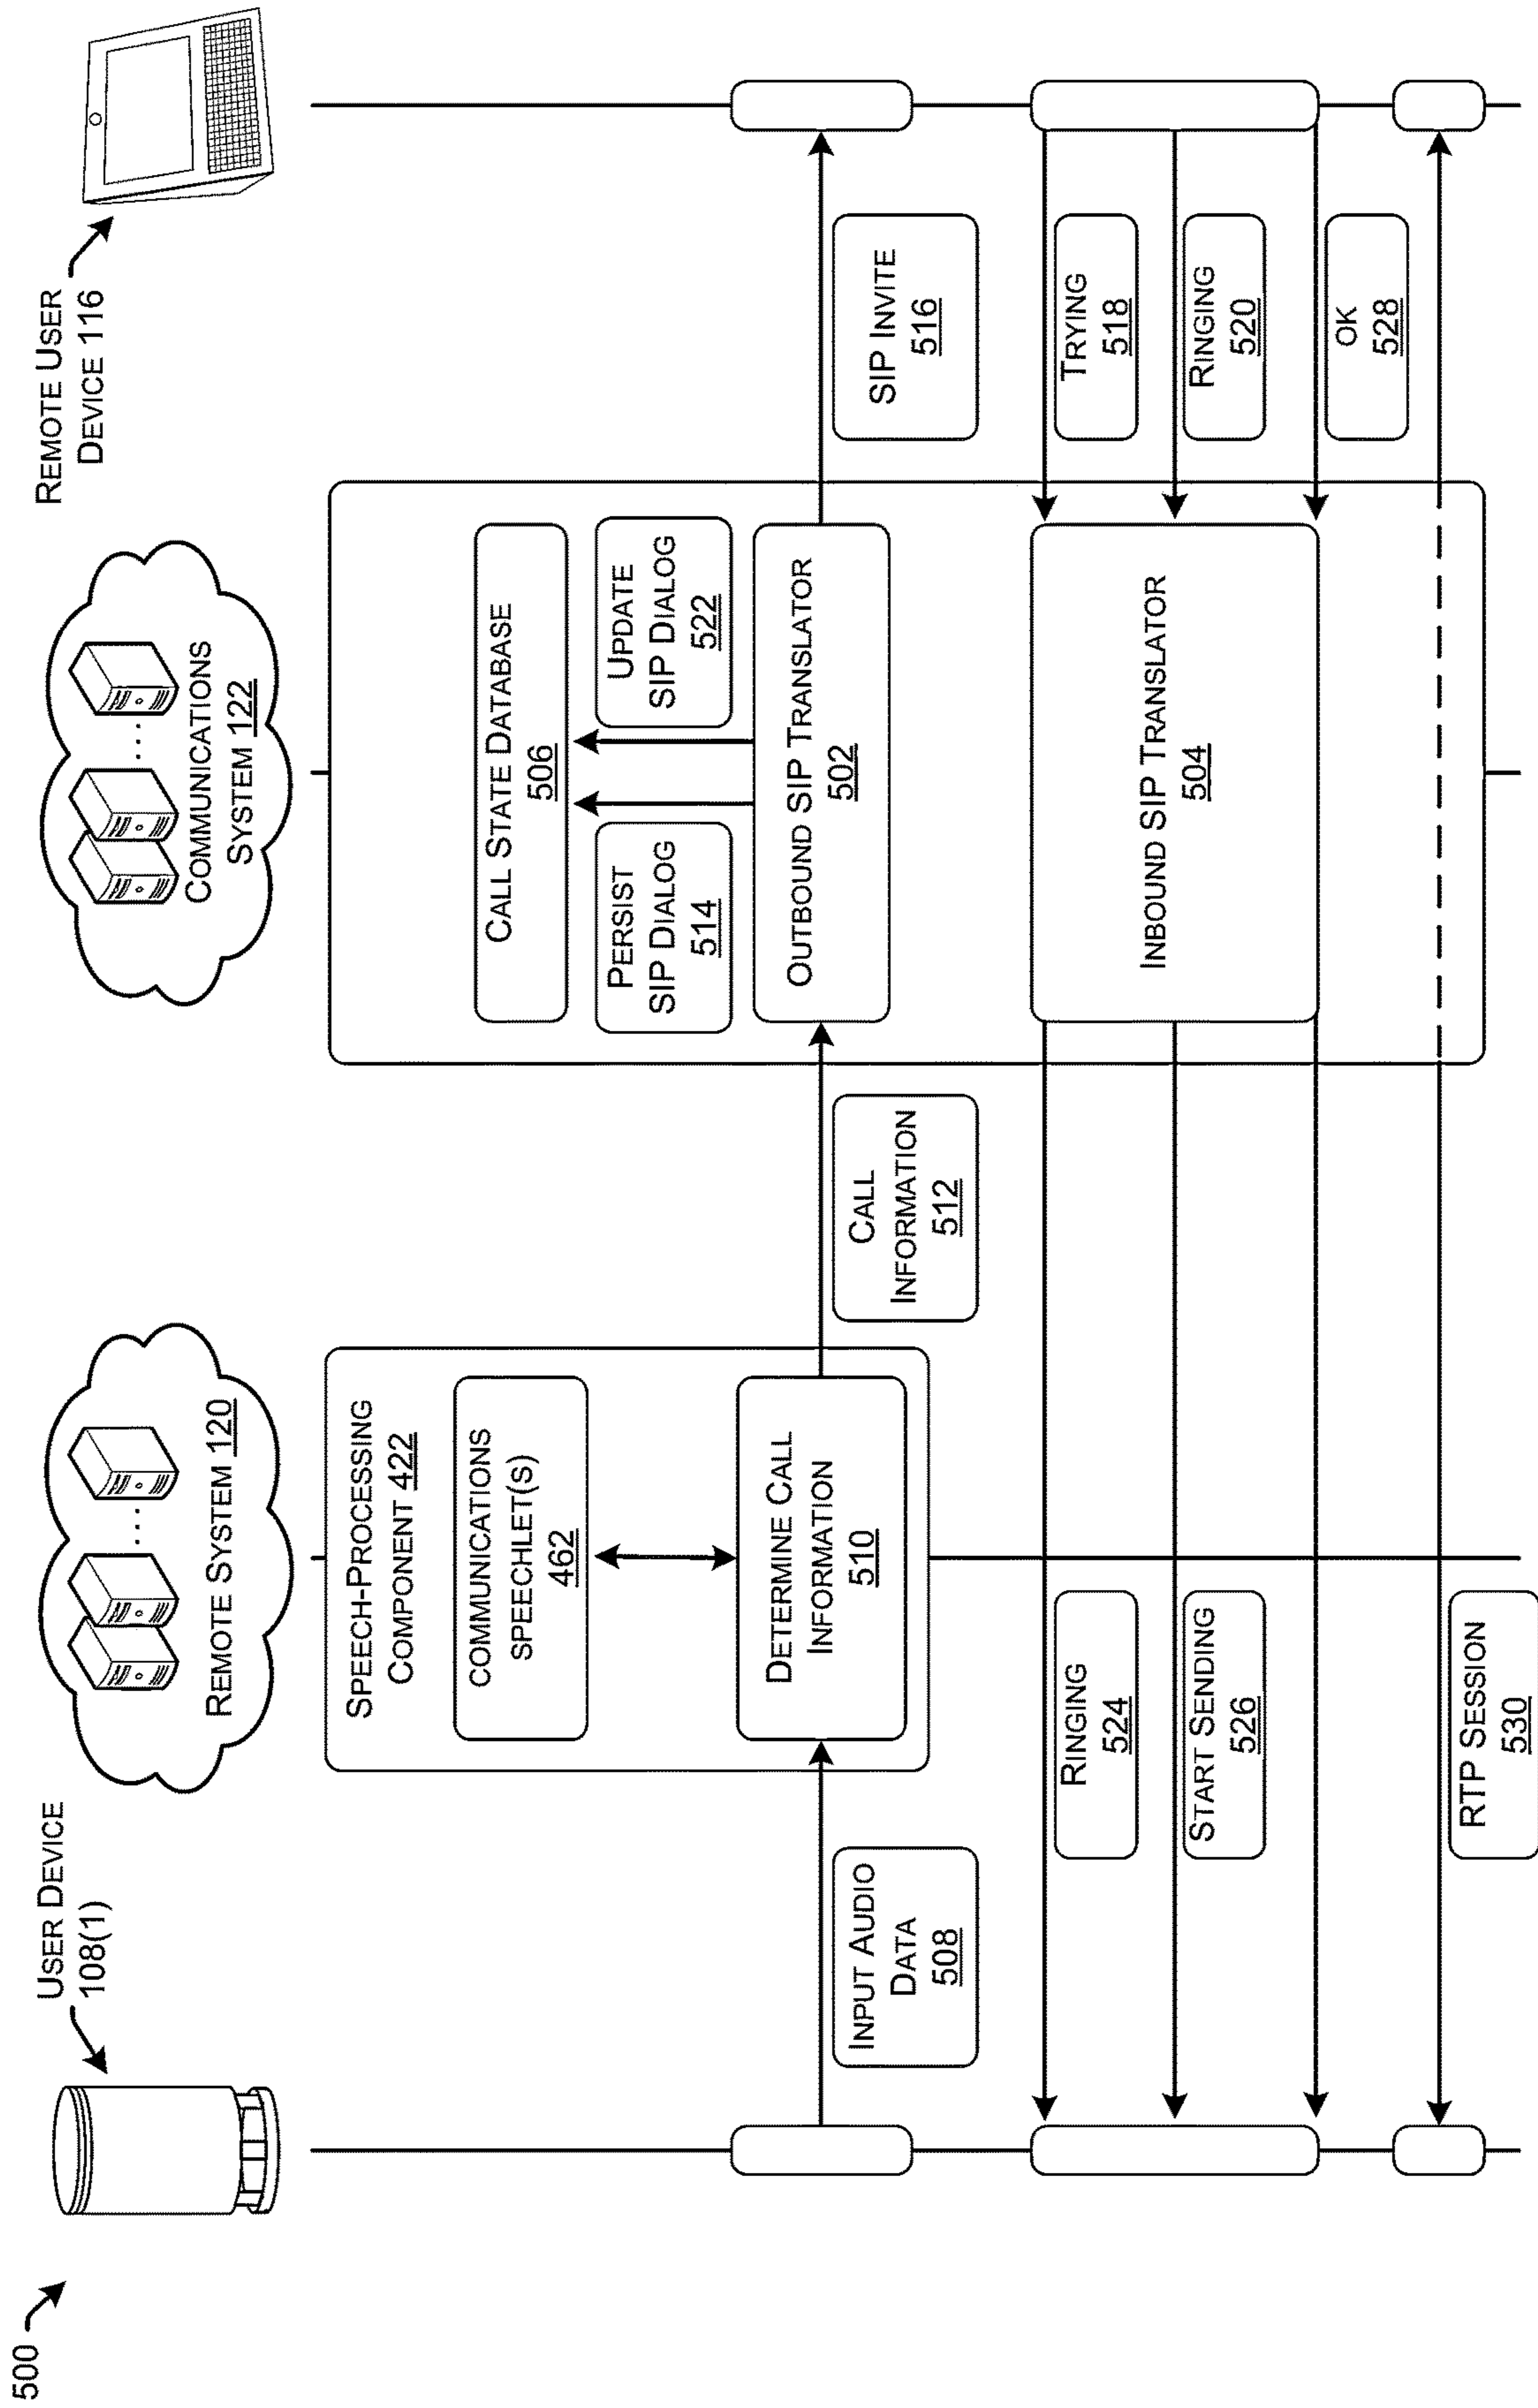 500
USER DEVICE
108(1)
REMOTE SYSTEM 120
COMMUNICATIONS
SYSTEM 122
REMOTE USER
DEVICE 116
SPEECH-PROCESSING
COMPONENT 422
COMMUNICATIONS
SPEECHLET(S)
462
DETERMINE CALL
INFORMATION
510
INPUT AUDIO
DATA
508
CALL
INFORMATION
512
CALL STATE DATABASE
506
PERSIST
SIP DIALOG
514
UPDATE
SIP DIALOG
522
OUTBOUND SIP TRANSLATOR
502
SIP INVITE
516
INBOUND SIP TRANSLATOR
504
TRYING
518
RINGING
520
OK
528
RINGING
524
START SENDING
526
RTP SESSION
530